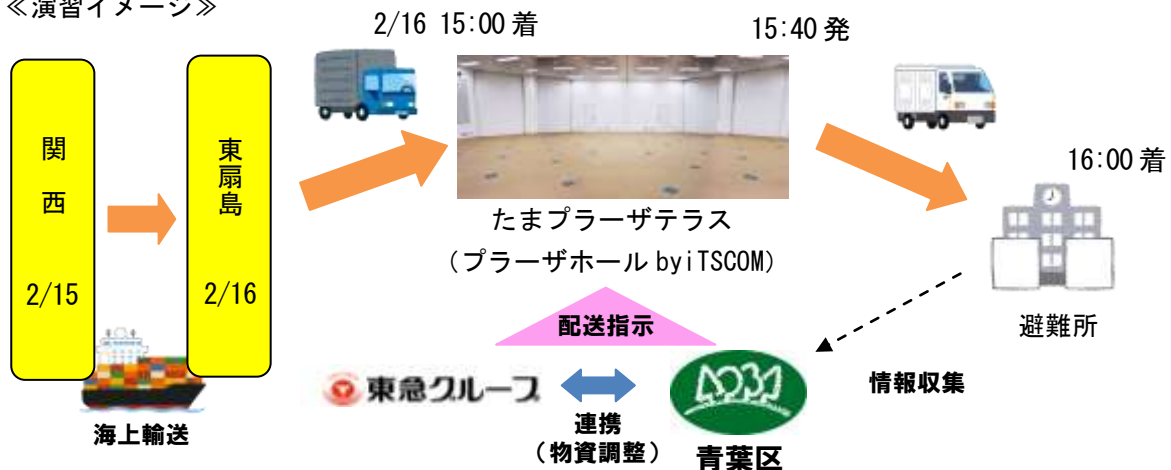 ≪演習イメージ≫
2/16 15:00 着
15:40 発
関西
2/15
東扇島
2/16
16:00 着
たまプラーザテラス
（プラーザホール byiTSCOM）
避難所
配送指示
東急グループ
連携
（物資調整）
青葉区
情報収集
海上輸送